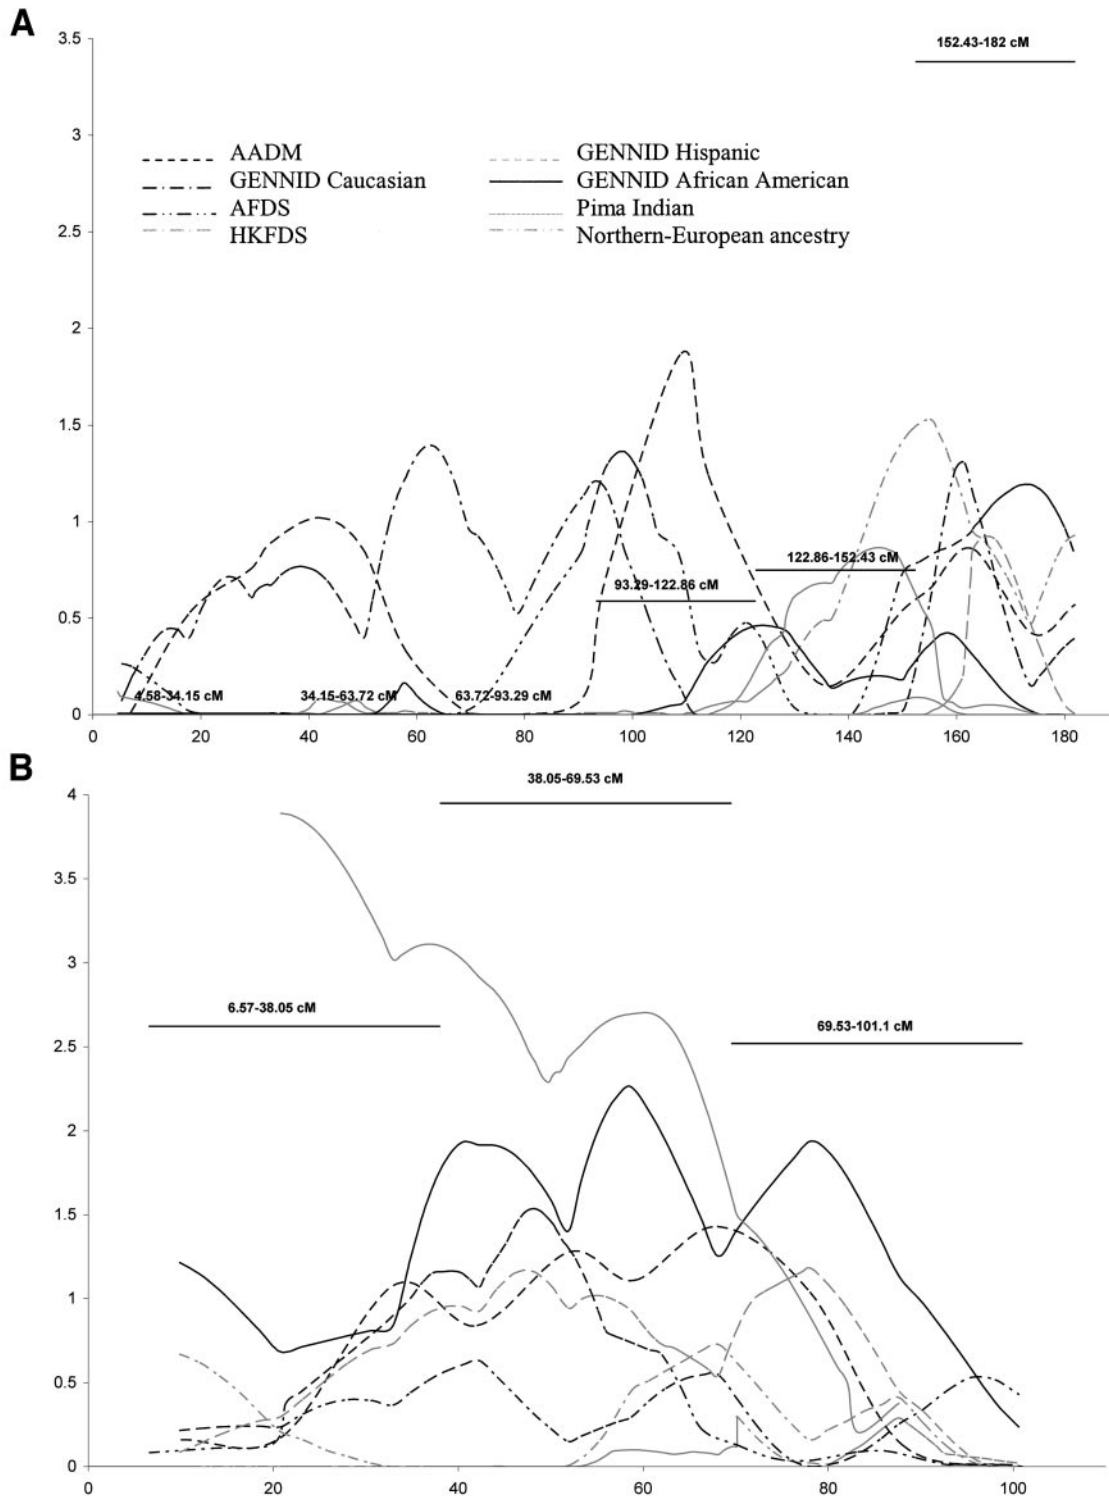 A
3.5
152.43-182 cM
3
AADM
GENNID Hispanic
GENNID Caucasian
GENNID African American
AFDS
Pima Indian
HKFDS
Northern-European ancestry
2.5
2
1.5
1
122.86-152.43 cM
93.29-122.86 cM
0.5
4.58-34.15 cM
34.15-63.72 cM
63.72-93.29 cM
0
0 20 40 60 80 100 120 140 160 180
B
38.05-69.53 cM
4
3.5
3
6.57-38.05 cM
69.53-101.1 cM
2.5
2
1.5
1
0.5
0
0 20 40 60 80 100